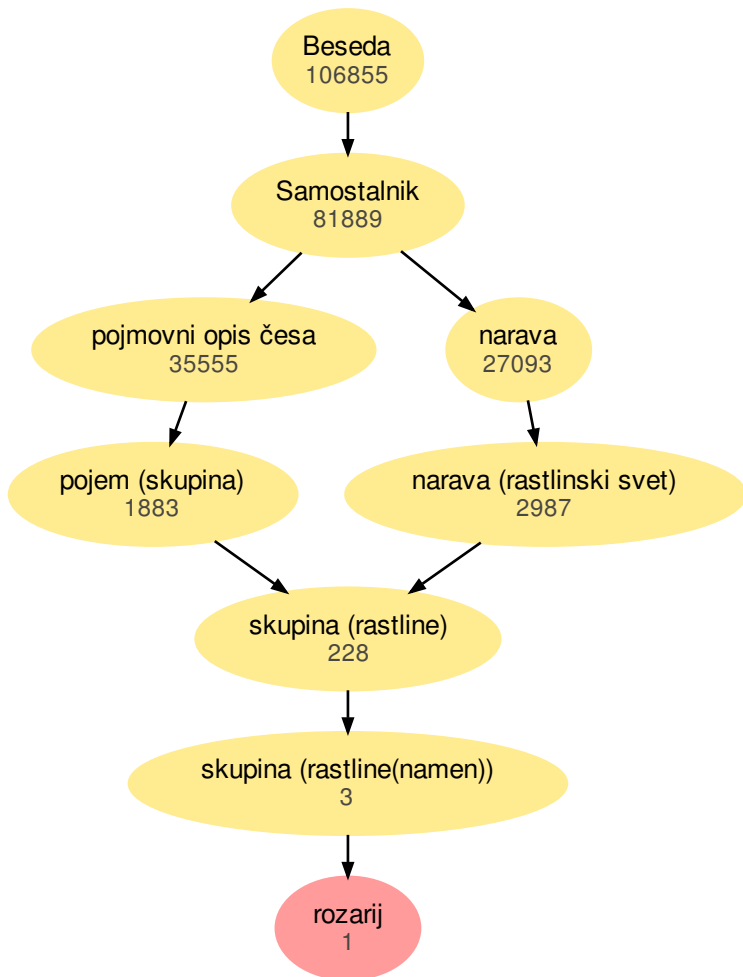 Beseda
106855
Samostalnik
81889
pojmovni opis česa
35555
narava
27093
pojem (skupina)
1883
narava (rastlinski svet)
2987
skupina (rastline)
228
skupina (rastline(namen))
3
rozarij
1